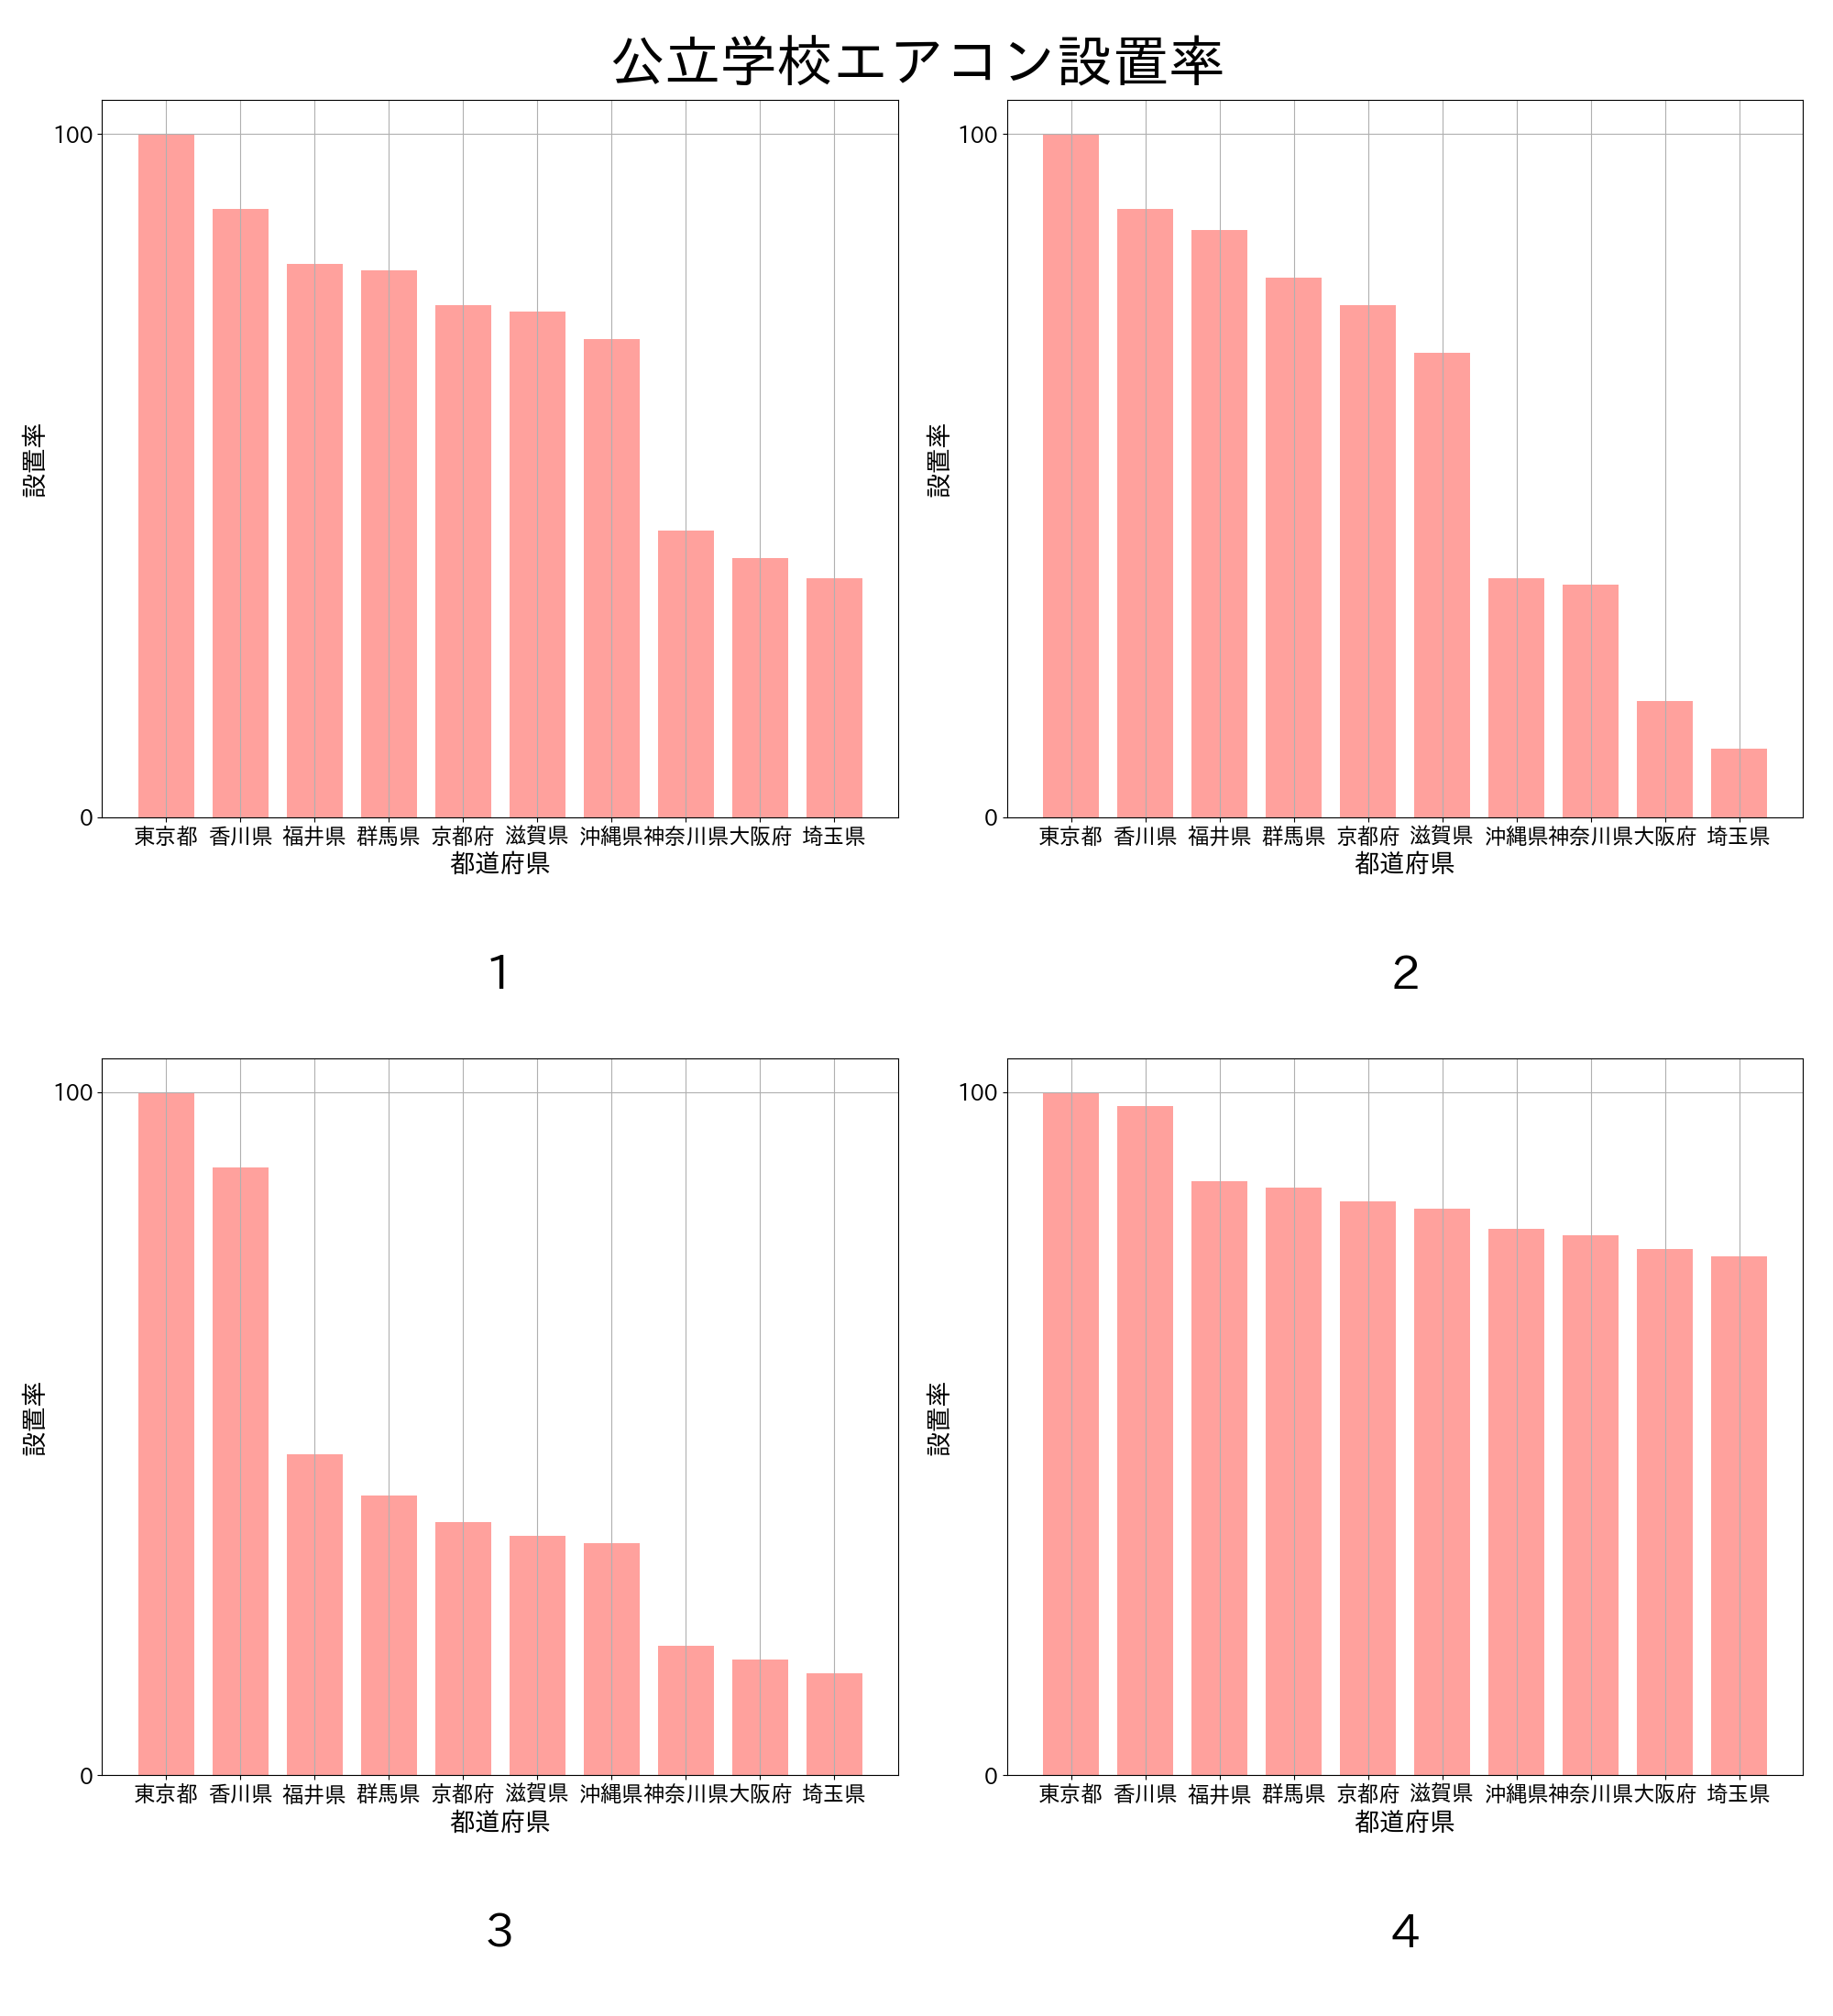 公立学校エアコン設置率
100
設置率
0
東京都 香川県 福井県 群馬県 京都府 滋賀県 沖縄県 神奈川県 大阪府 埼玉県
都道府県
1
100
設置率
0
東京都 香川県 福井県 群馬県 京都府 滋賀県 沖縄県 神奈川県 大阪府 埼玉県
都道府県
2
100
設置率
0
東京都 香川県 福井県 群馬県 京都府 滋賀県 沖縄県 神奈川県 大阪府 埼玉県
都道府県
3
100
設置率
0
東京都 香川県 福井県 群馬県 京都府 滋賀県 沖縄県 神奈川県 大阪府 埼玉県
都道府県
4